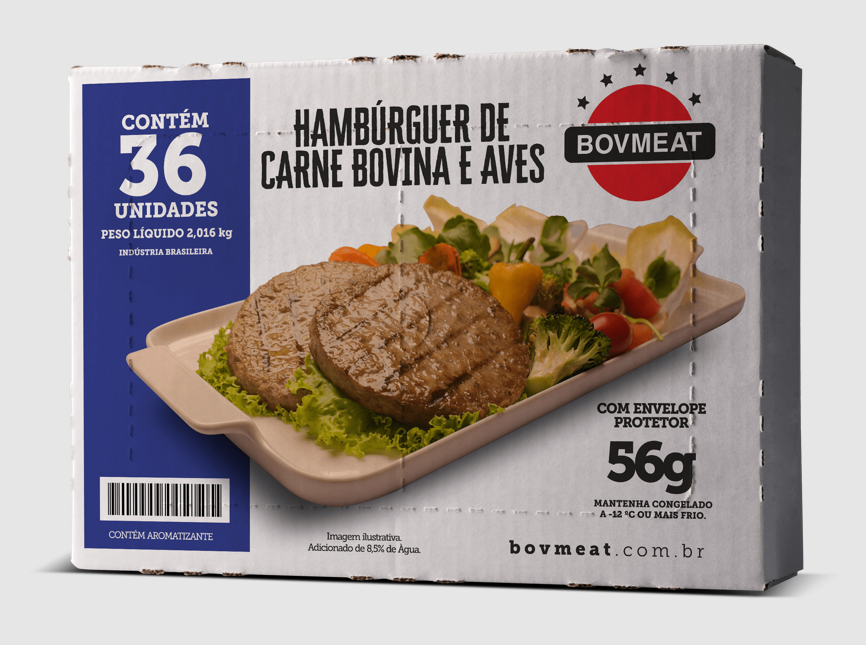 CONTÉM
36
UNIDADES
PESO LÍQUIDO 2,016 kg
INDÚSTRIA BRASILEIRA
HAMBÚRGUER DE
CARNE BOVINA E AVES
BOVMEAT
COM ENVELOPE
PROTETOR
56g
MANTENHA CONGELADO
A -12 ºC OU MAIS FRIO.
CONTÉM AROMATIZANTE
Imagem ilustrativa.
Adicionado de 8,5% de Água.
bovmeat.com.br